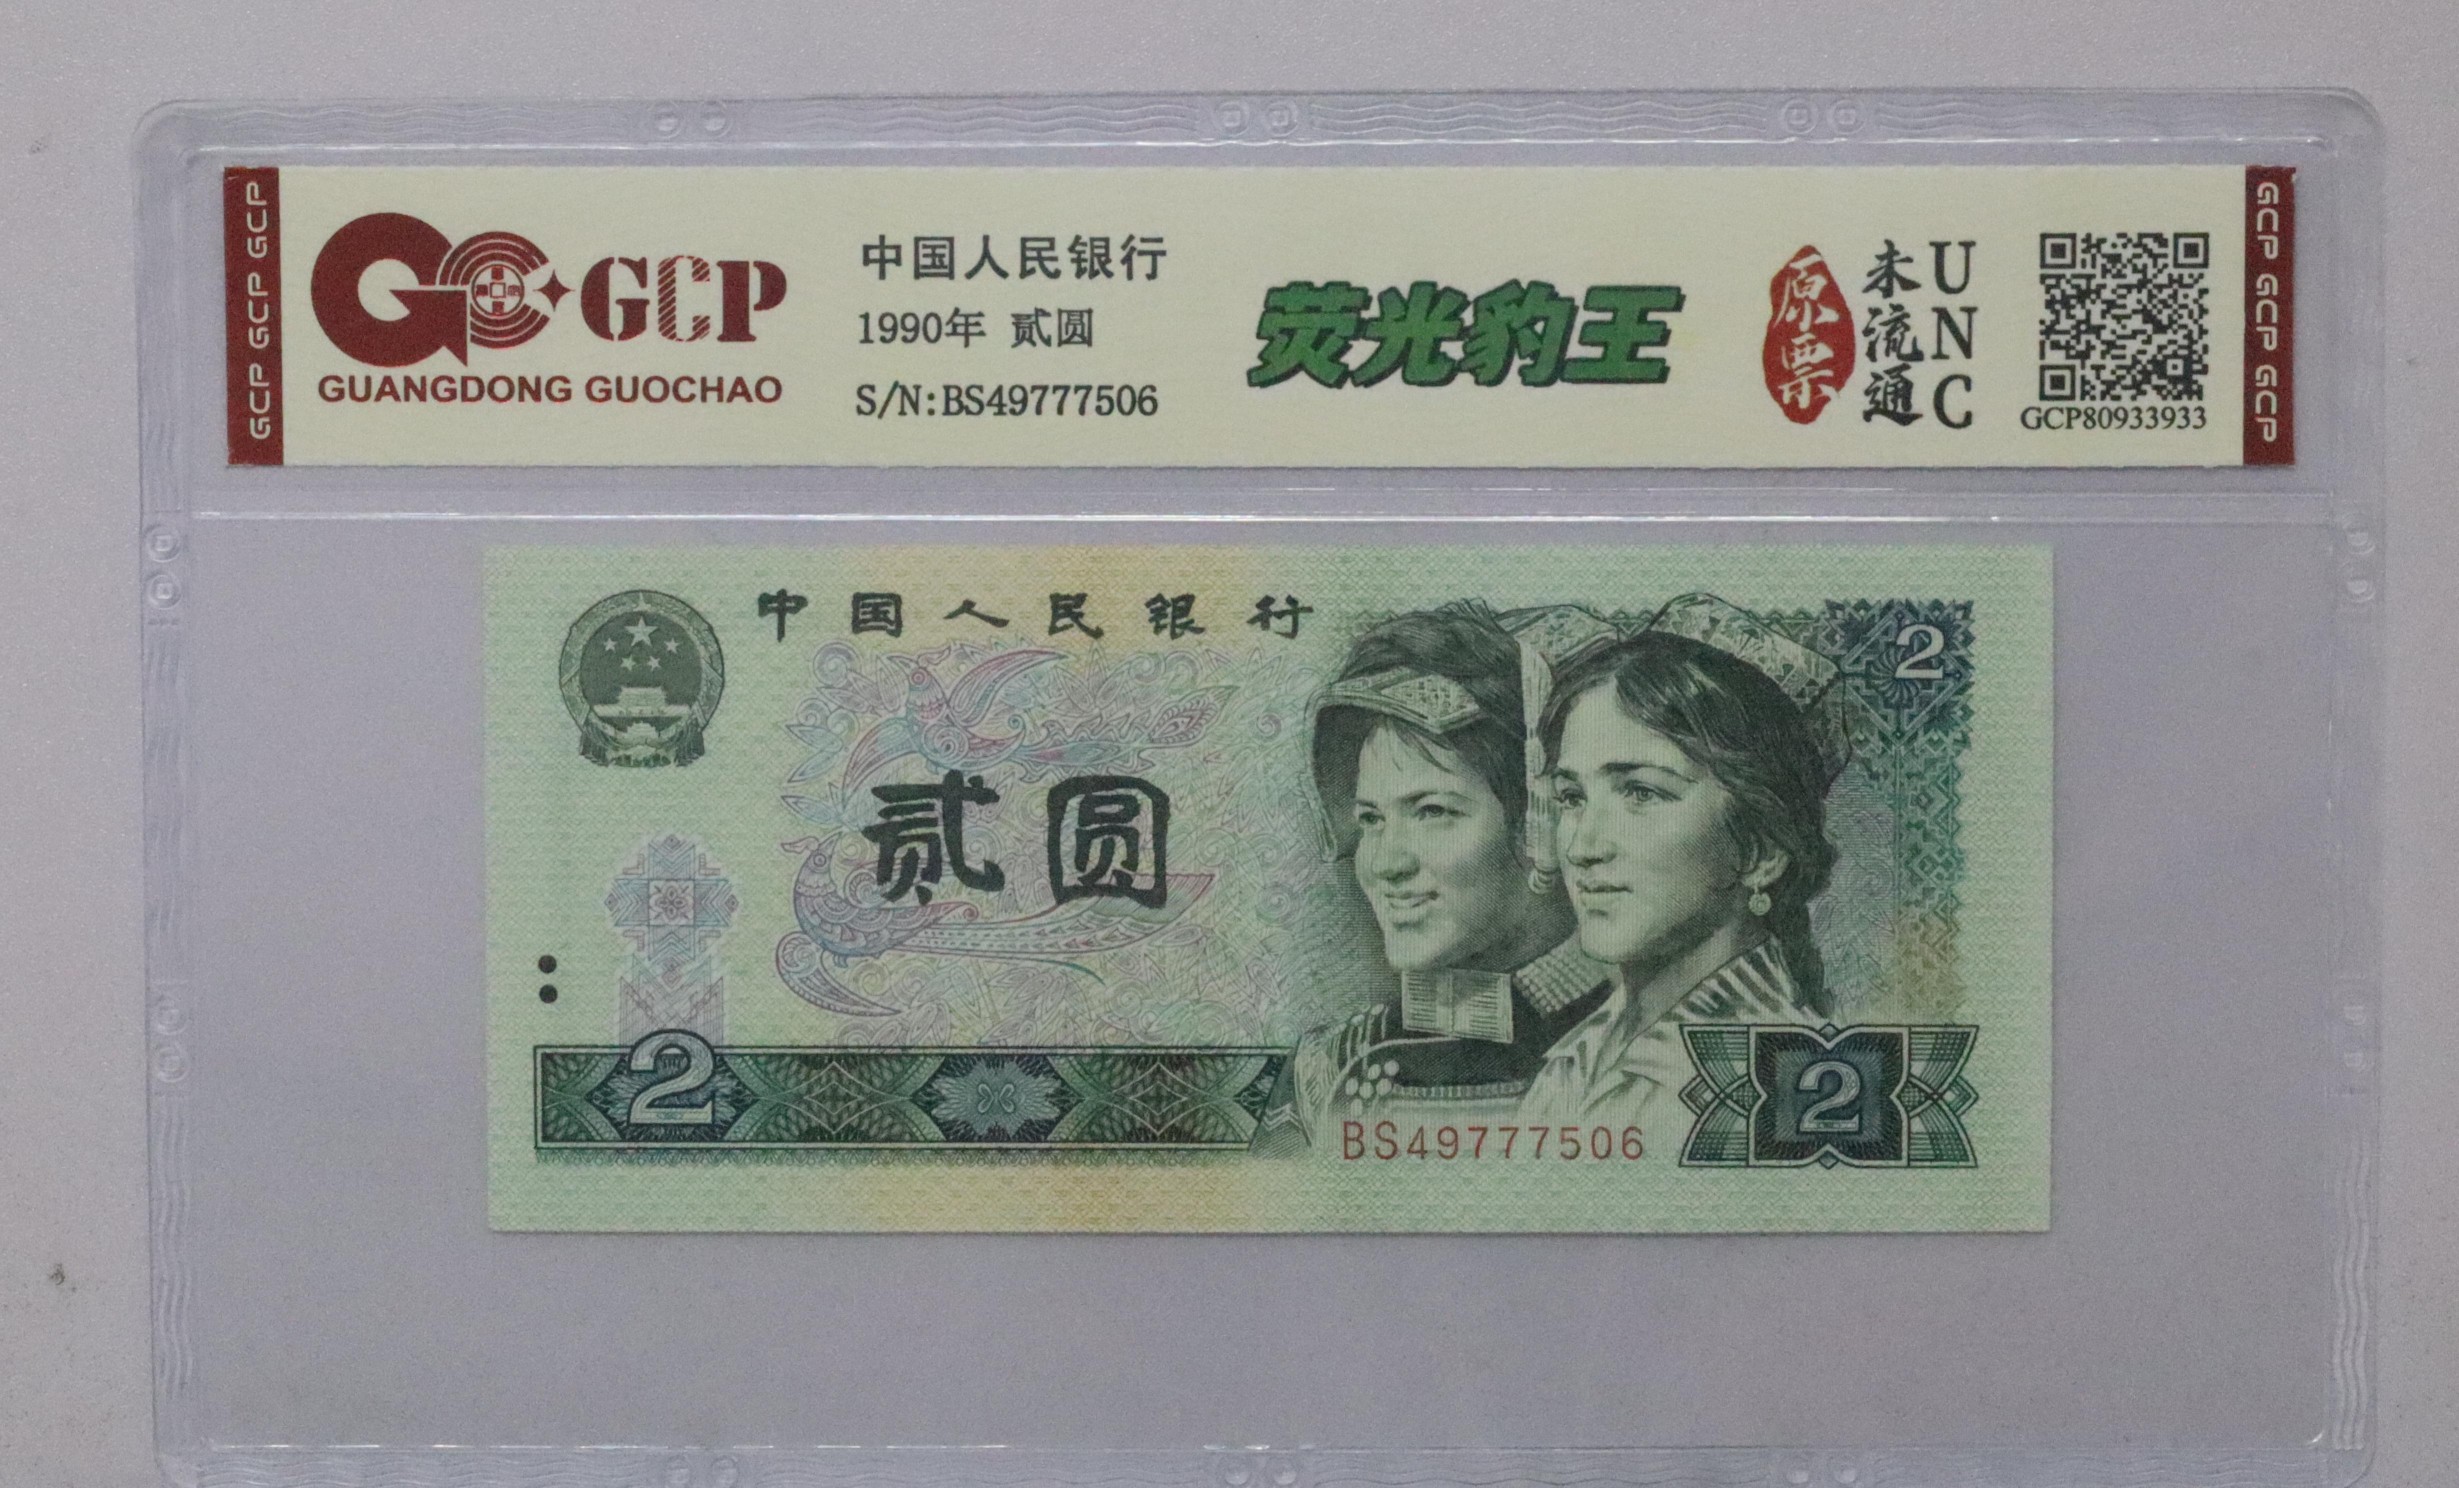 GCP GCP GCP
GCP
GUANGDONG GUOCHAO
中国人民银行
1990年 贰圆
S/N:BS49777506
荧光豹王
原票
未流通
UNC
GCP80933933
GCP GCP GCP
中国人民银行
2
贰圆
2
BS49777506
2